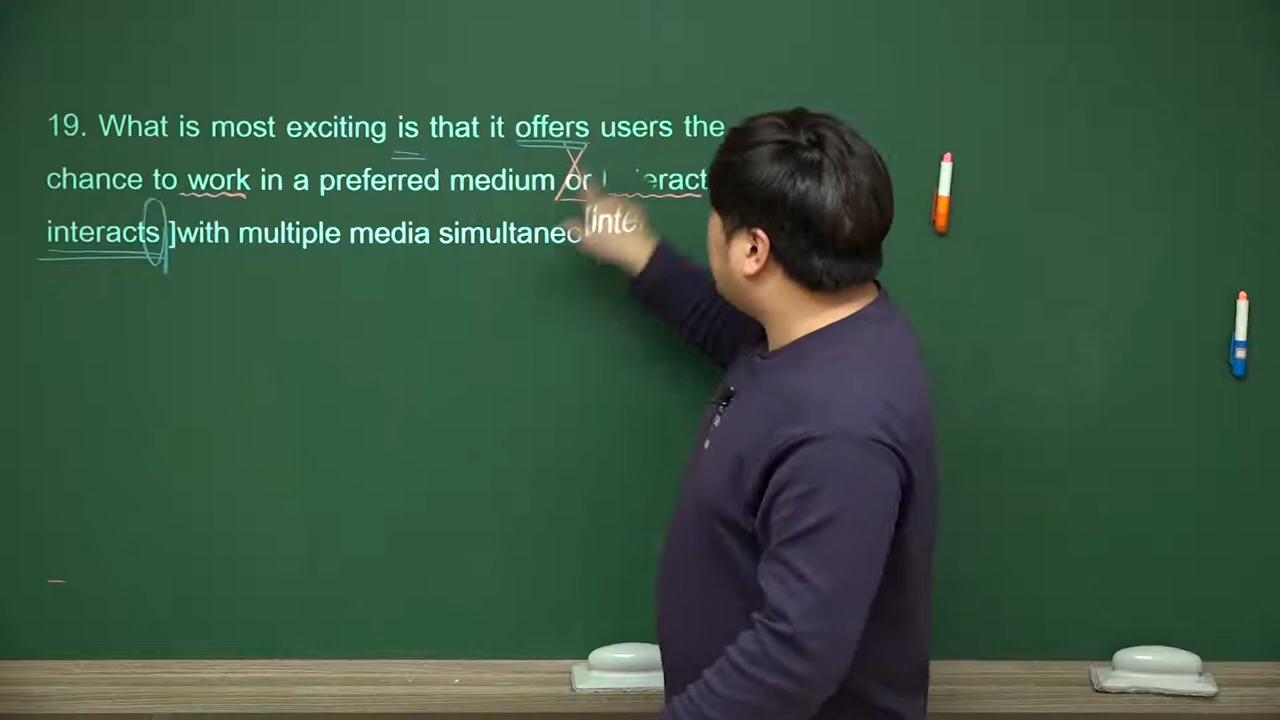 19. What is most exciting is that it offers users the
chance to work in a preferred medium or
interacts ]with multiple media